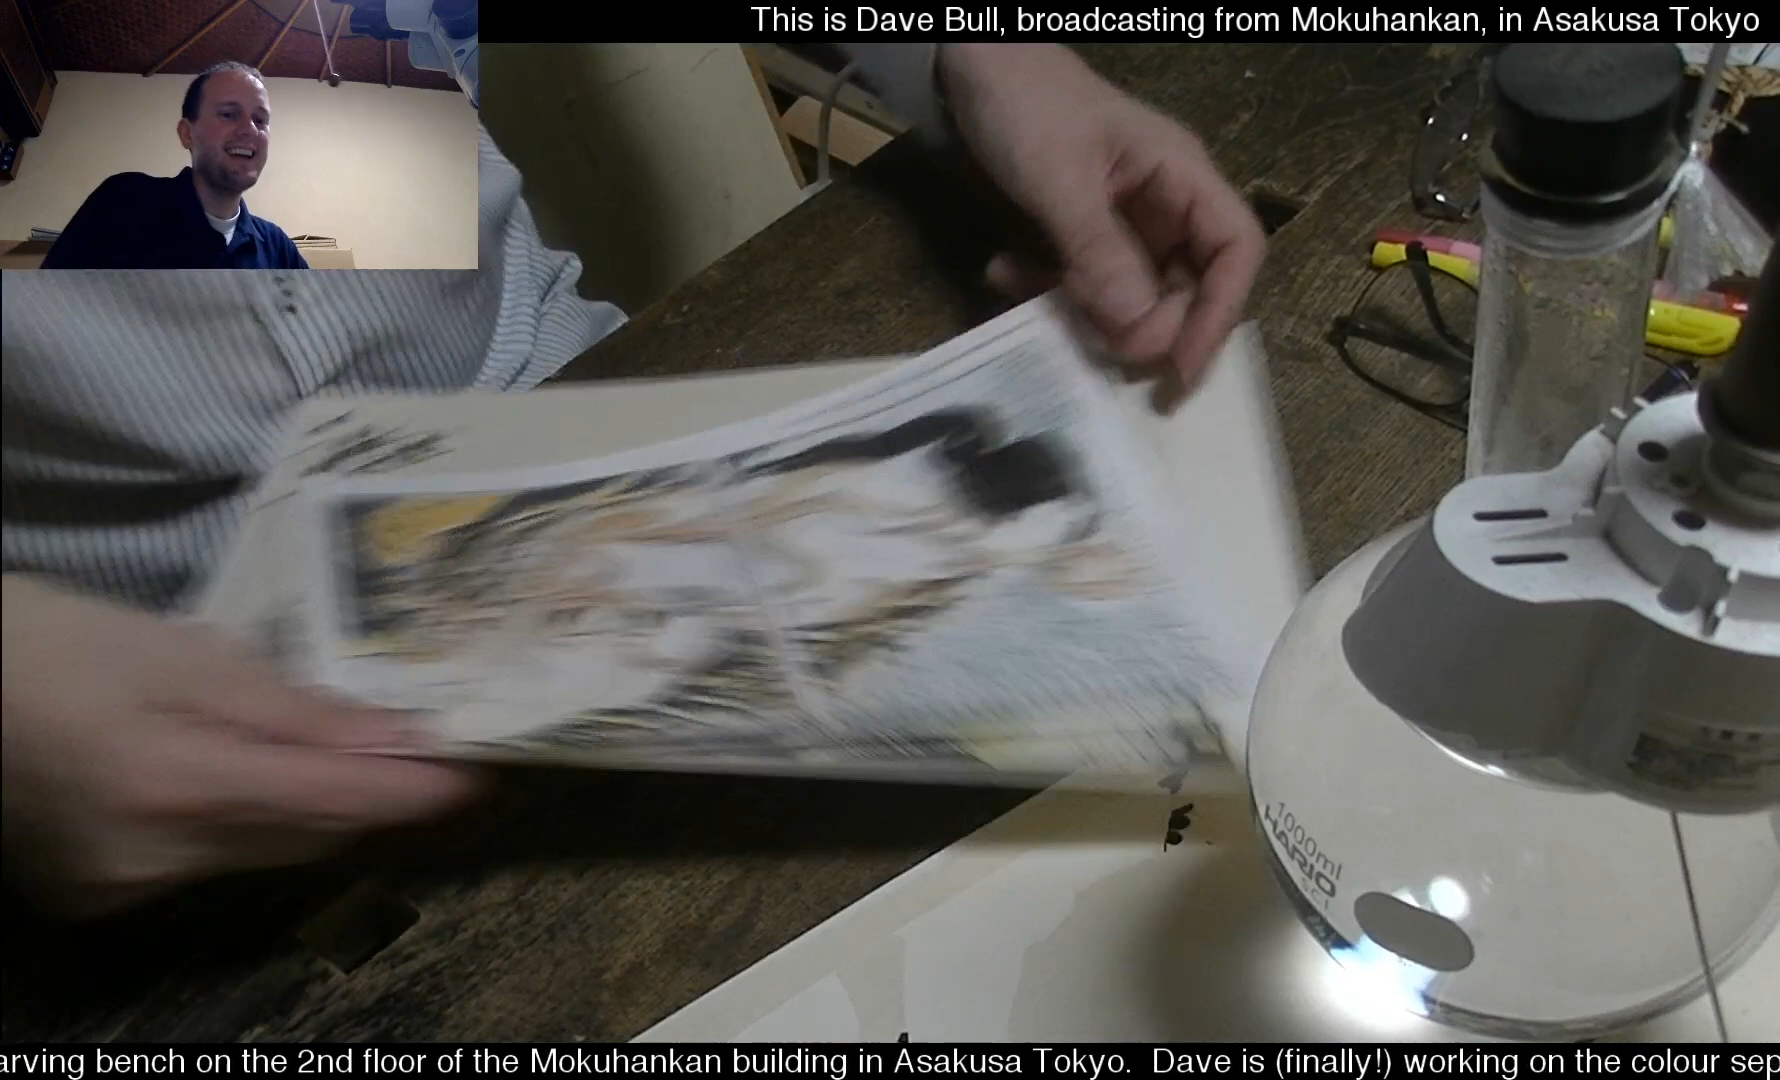 This is Dave Bull, broadcasting from Mokuhankan, in Asakusa Tokyo
1000ml
HARIO
SCI
arving bench on the 2nd floor of the Mokuhankan building in Asakusa Tokyo. Dave is (finally!) working on the colour sep